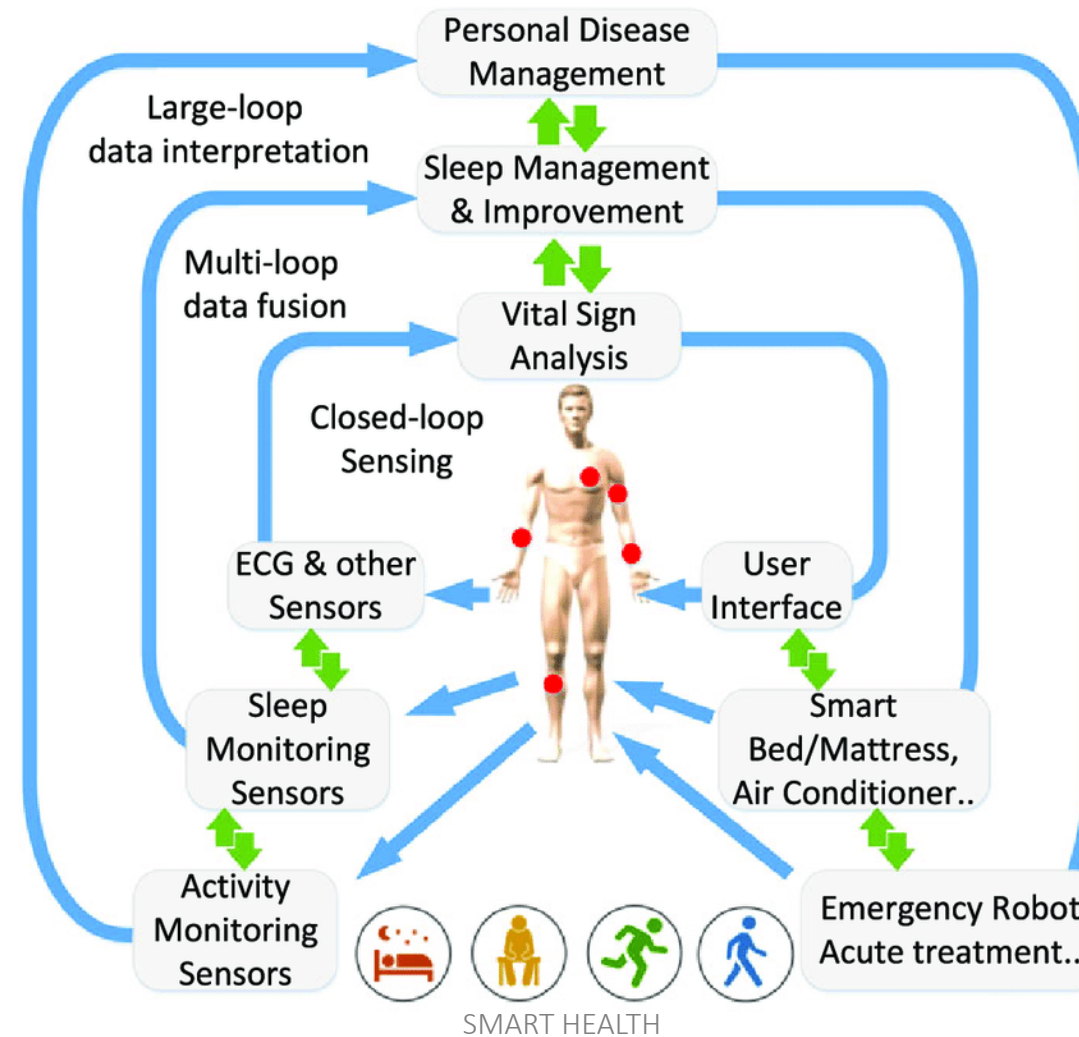 Personal Disease
Management
Large-loop
data interpretation
Sleep Management
& Improvement
Multi-loop
data fusion
Vital Sign
Analysis
Closed-loop
Sensing
ECG & other
Sensors
User
Interface
Sleep
Monitoring
Sensors
Smart
Bed/Mattress,
Air Conditioner..
Activity
Monitoring
Sensors
Emergency Robot
Acute treatment..
SMART HEALTH